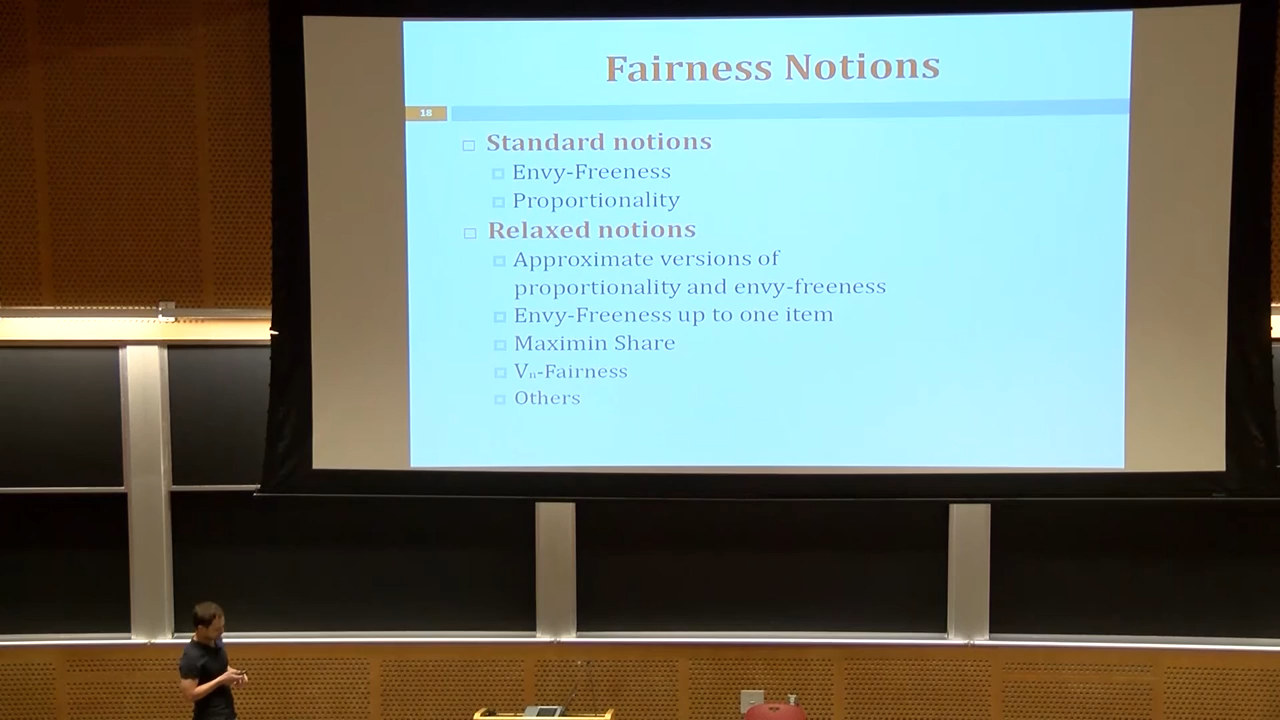 Fairness Notions
18
Standard notions
Envy-Freeness
Proportionality
Relaxed notions
Approximate versions of
proportionality and envy-freeness
Envy-Freeness up to one item
Maximin Share
Vₙ-Fairness
Others